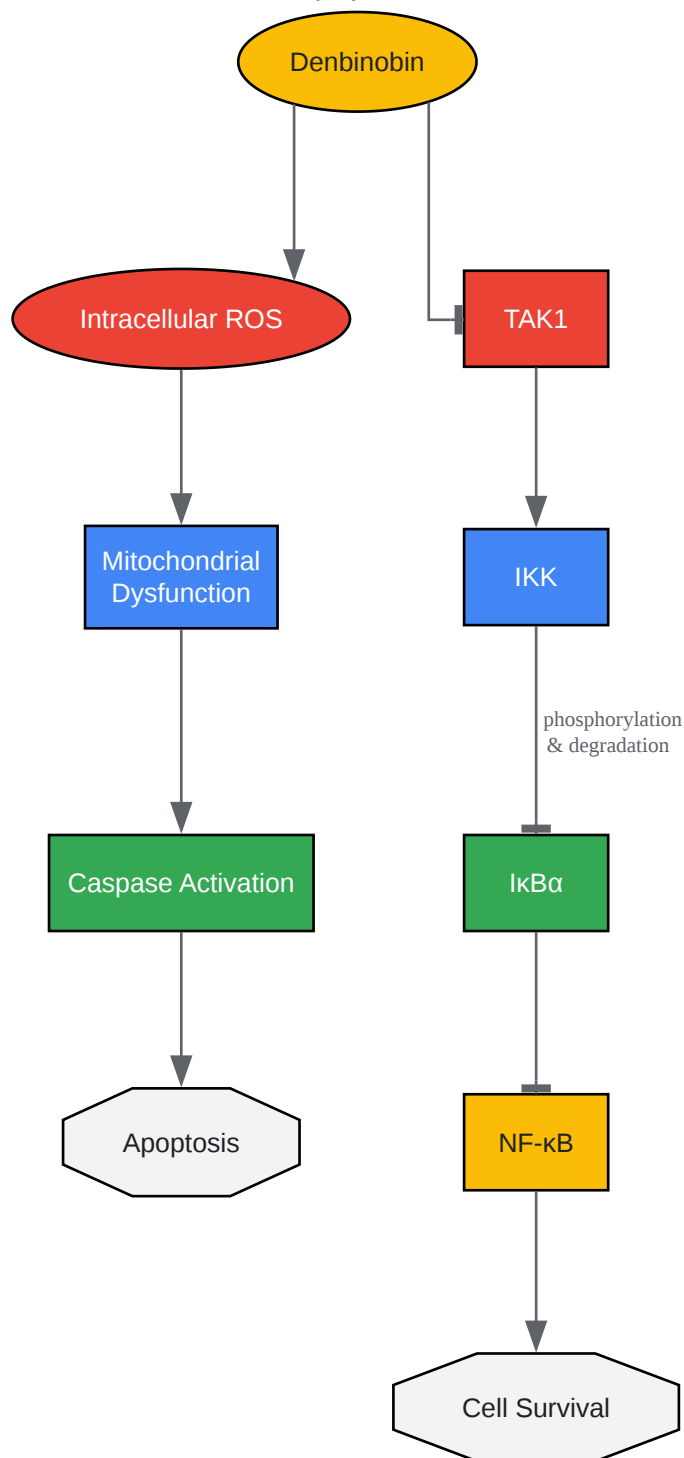 Denbinobin
Intracellular ROS
TAK1
Mitochondrial
Dysfunction
IKK
phosphorylation
& degradation
Caspase Activation
IκBα
Apoptosis
NF-κB
Cell Survival